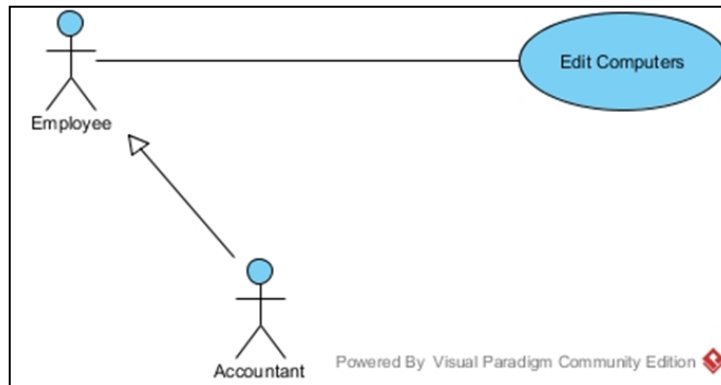 Edit Computers
Employee
Accountant
Powered By Visual Paradigm Community Edition